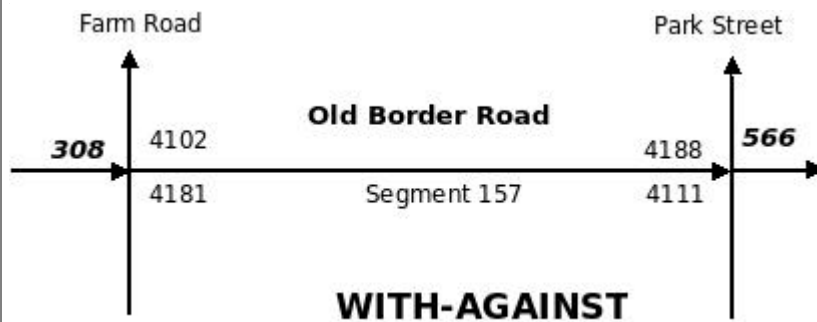 Farm Road
Park Street
Old Border Road
308
4102
4188
566
4181
Segment 157
4111
WITH-AGAINST